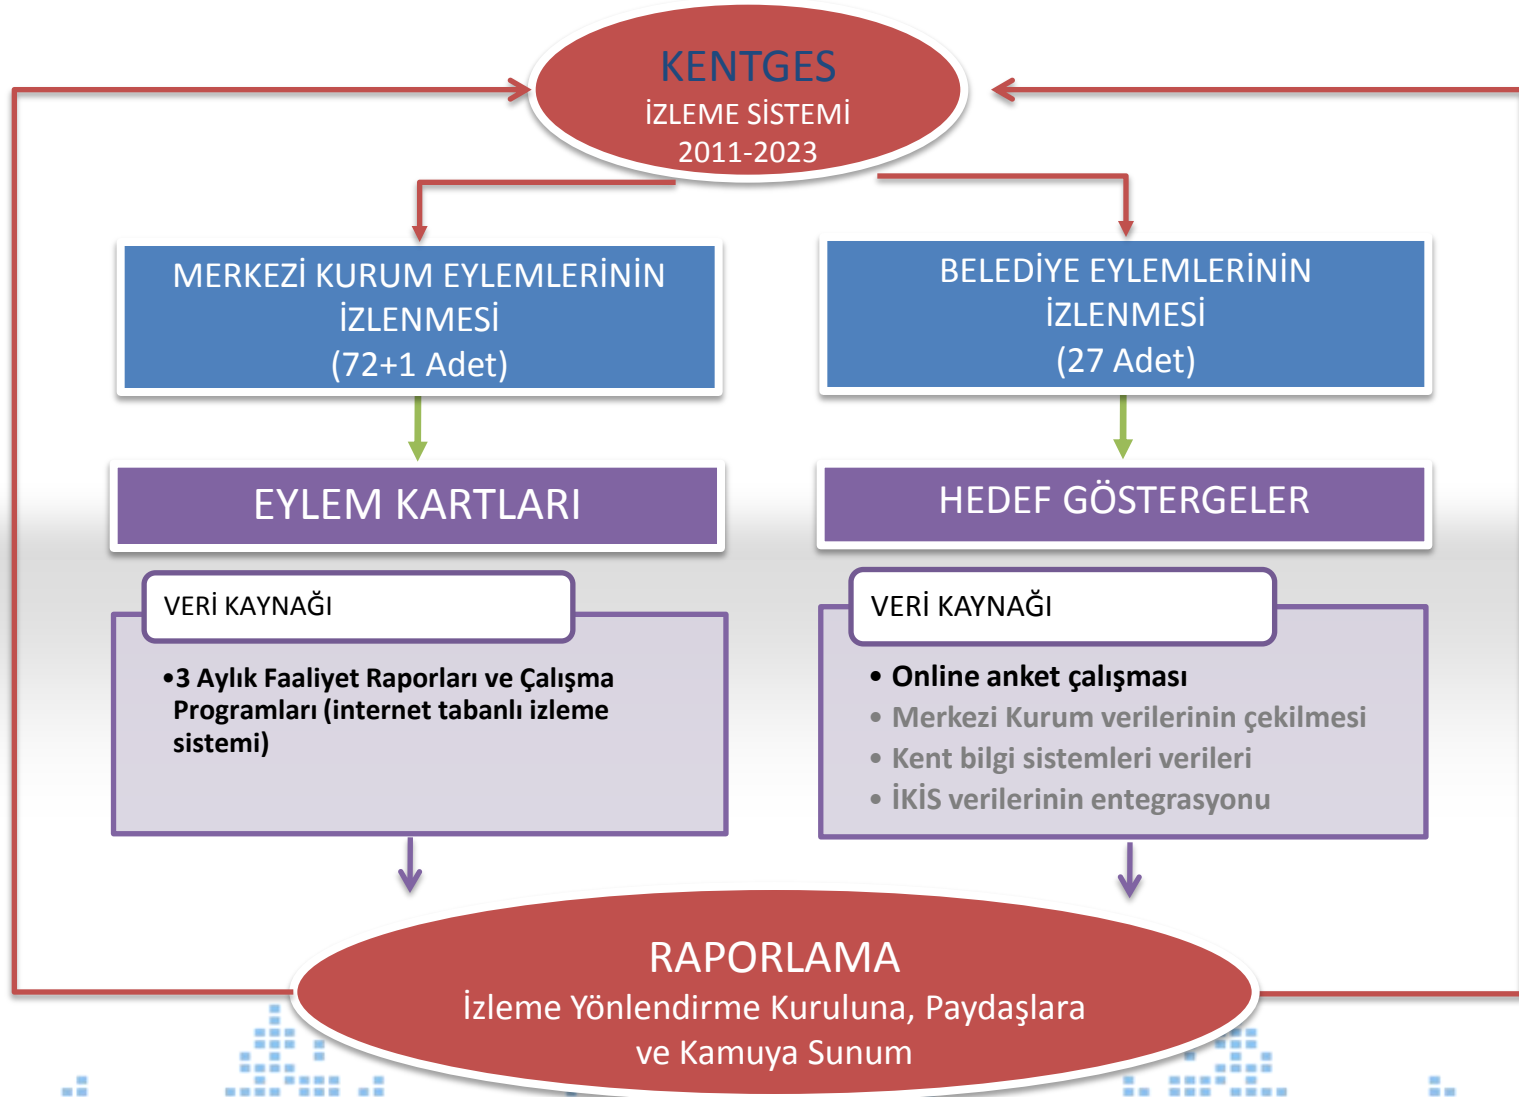 KENTGES
İZLEME SİSTEMİ
2011-2023
MERKEZİ KURUM EYLEMLERİNİN
İZLENMESİ
(72+1 Adet)
BELEDİYE EYLEMLERİNİN
İZLENMESİ
(27 Adet)
EYLEM KARTLARI
HEDEF GÖSTERGELER
VERİ KAYNAĞI
•3 Aylık Faaliyet Raporları ve Çalışma
Programları (internet tabanlı izleme
sistemi)
VERİ KAYNAĞI
• Online anket çalışması
• Merkezi Kurum verilerinin çekilmesi
• Kent bilgi sistemleri verileri
• İKİS verilerinin entegrasyonu
RAPORLAMA
İzleme Yönlendirme Kuruluna, Paydaşlara
ve Kamuya Sunum